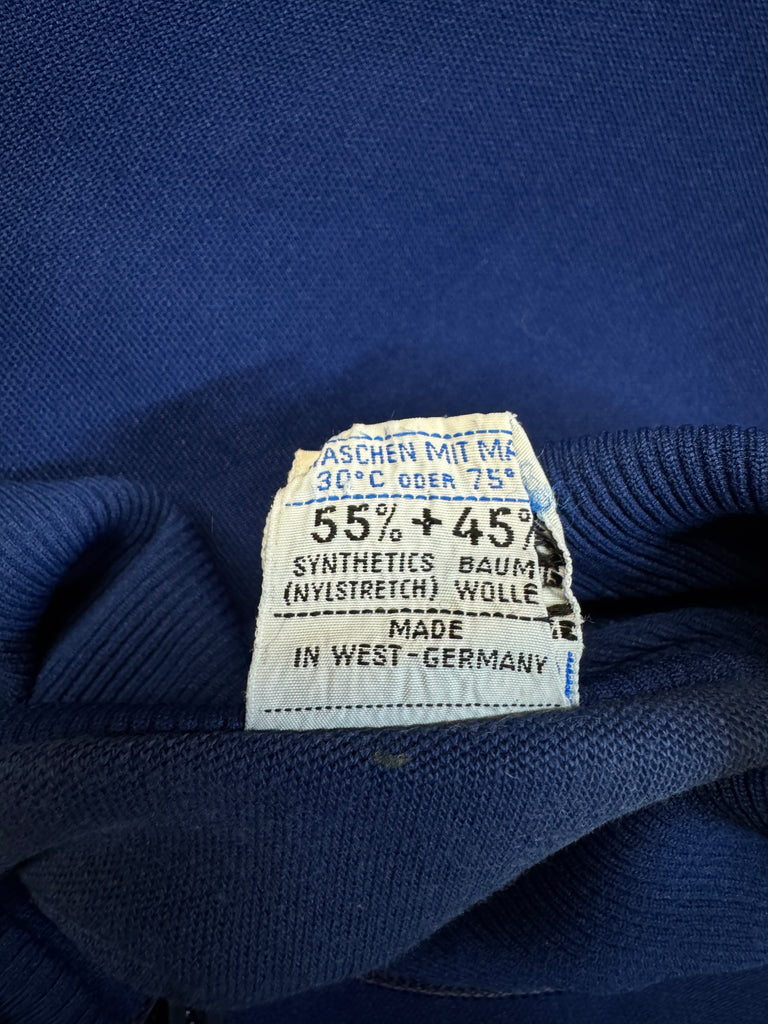 ASCHEN MIT MA
30°C ODER 75°
55% + 45%
SYNTHETICS BAUM
(NYLSTRETCH) WOLLE
MADE
IN WEST-GERMANY